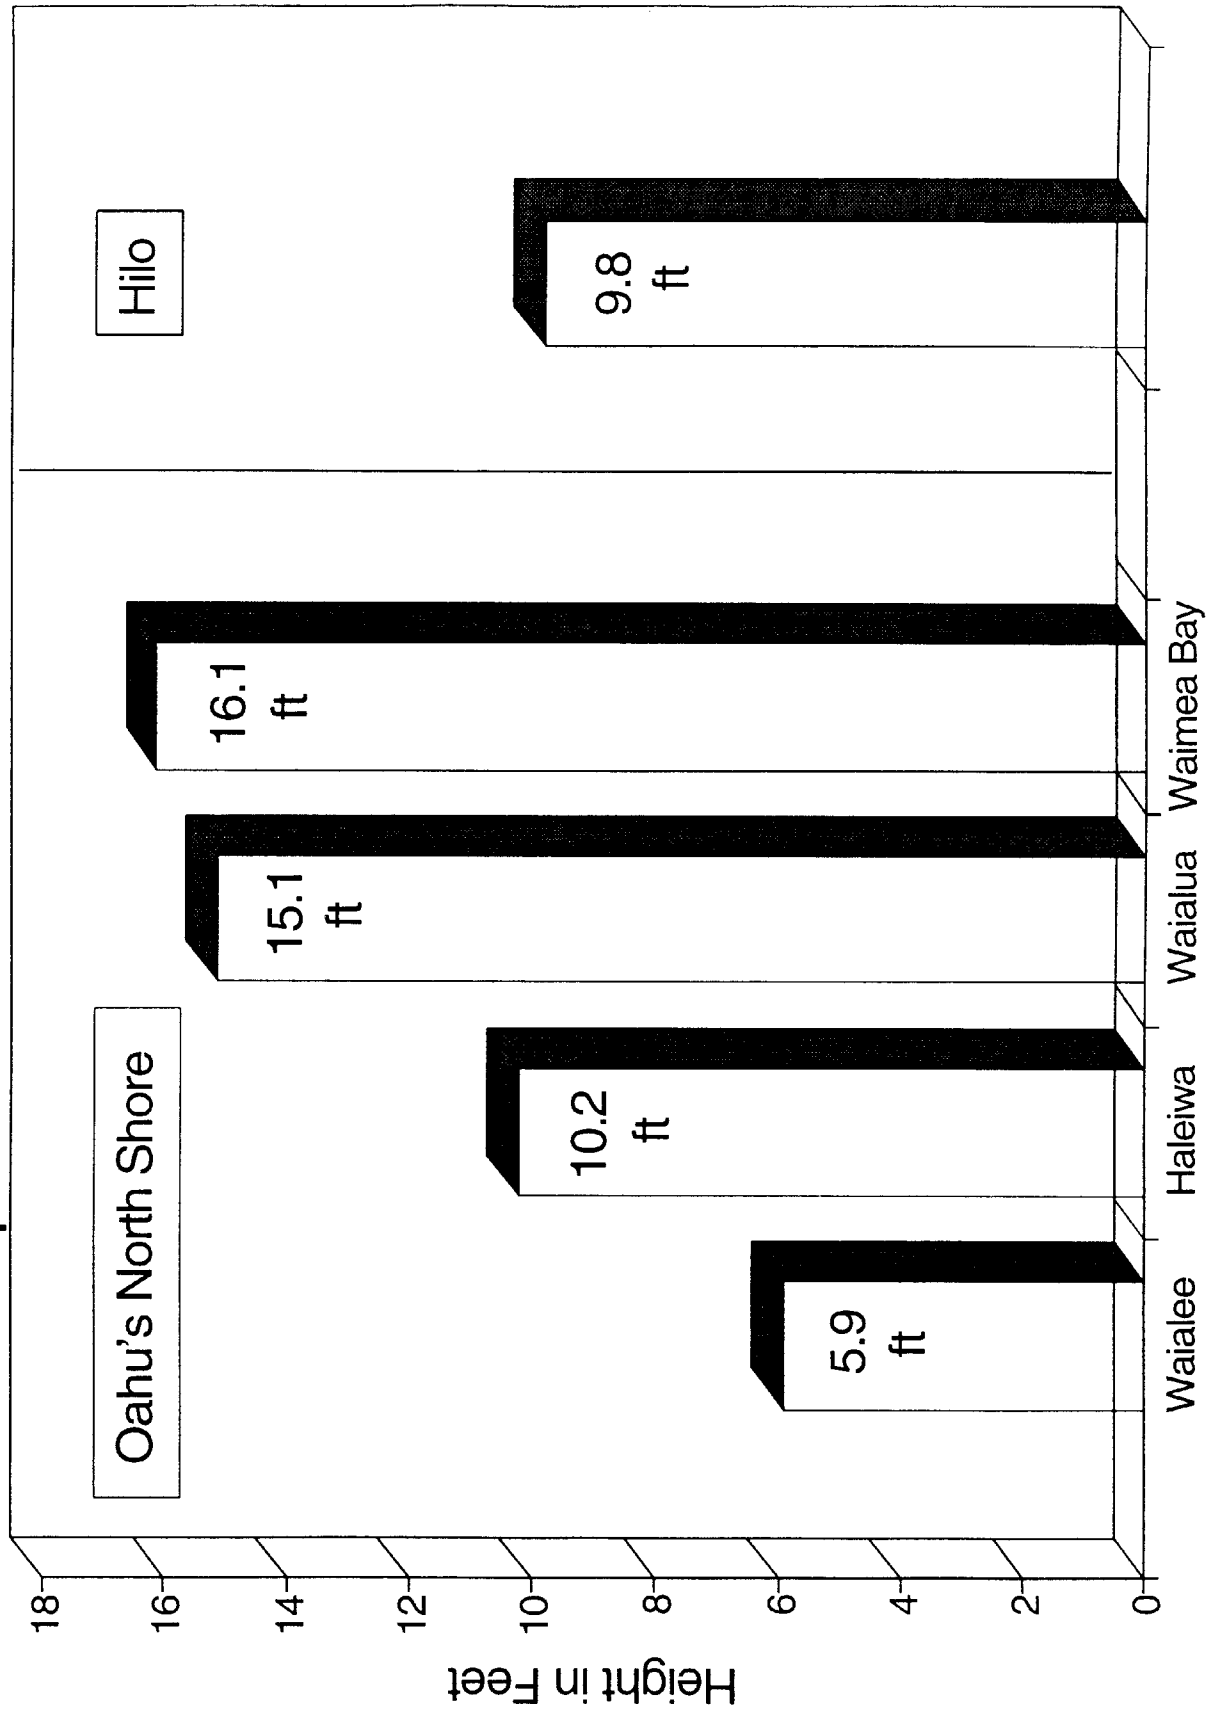 Oahu's North Shore
Hilo
Height in Feet
18
16
14
12
10
8
6
4
2
0
5.9
ft
10.2
ft
15.1
ft
16.1
ft
9.8
ft
Waialee
Haleiwa
Waialua
Waimea Bay